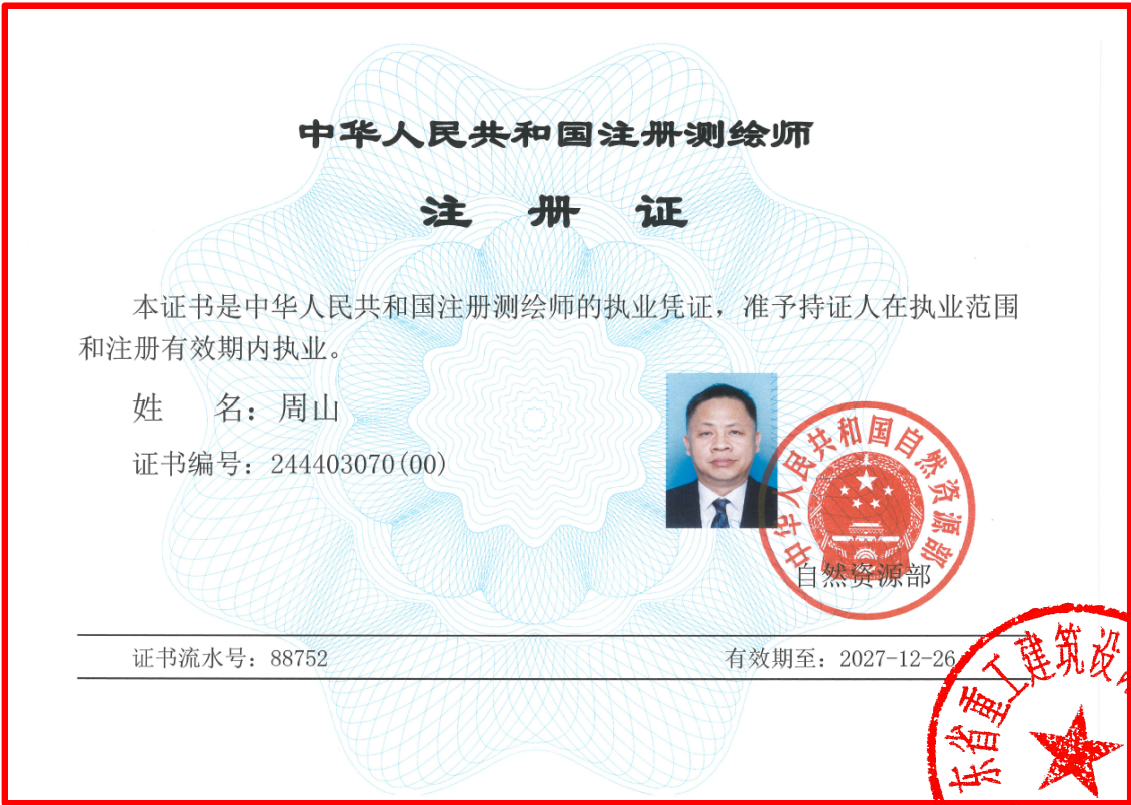 中华人民共和国注册测绘师
注 册 证
本证书是中华人民共和国注册测绘师的执业凭证，准予持证人在执业范围
和注册有效期内执业。
姓 名：周山
证书编号：244403070(00)
中华人民共和国自然资源部
自然资源部
证书流水号：88752
有效期至：2027-12-26
东省重工建筑设